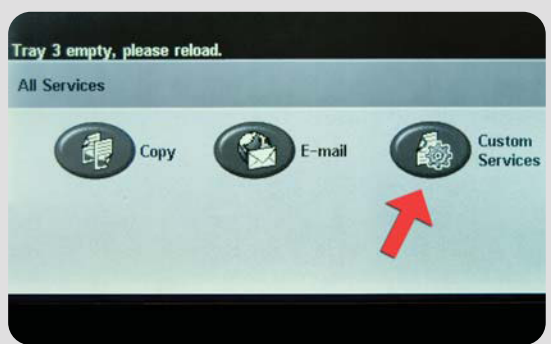 Tray 3 empty, please reload.
All Services
Copy
E-mail
Custom
Services